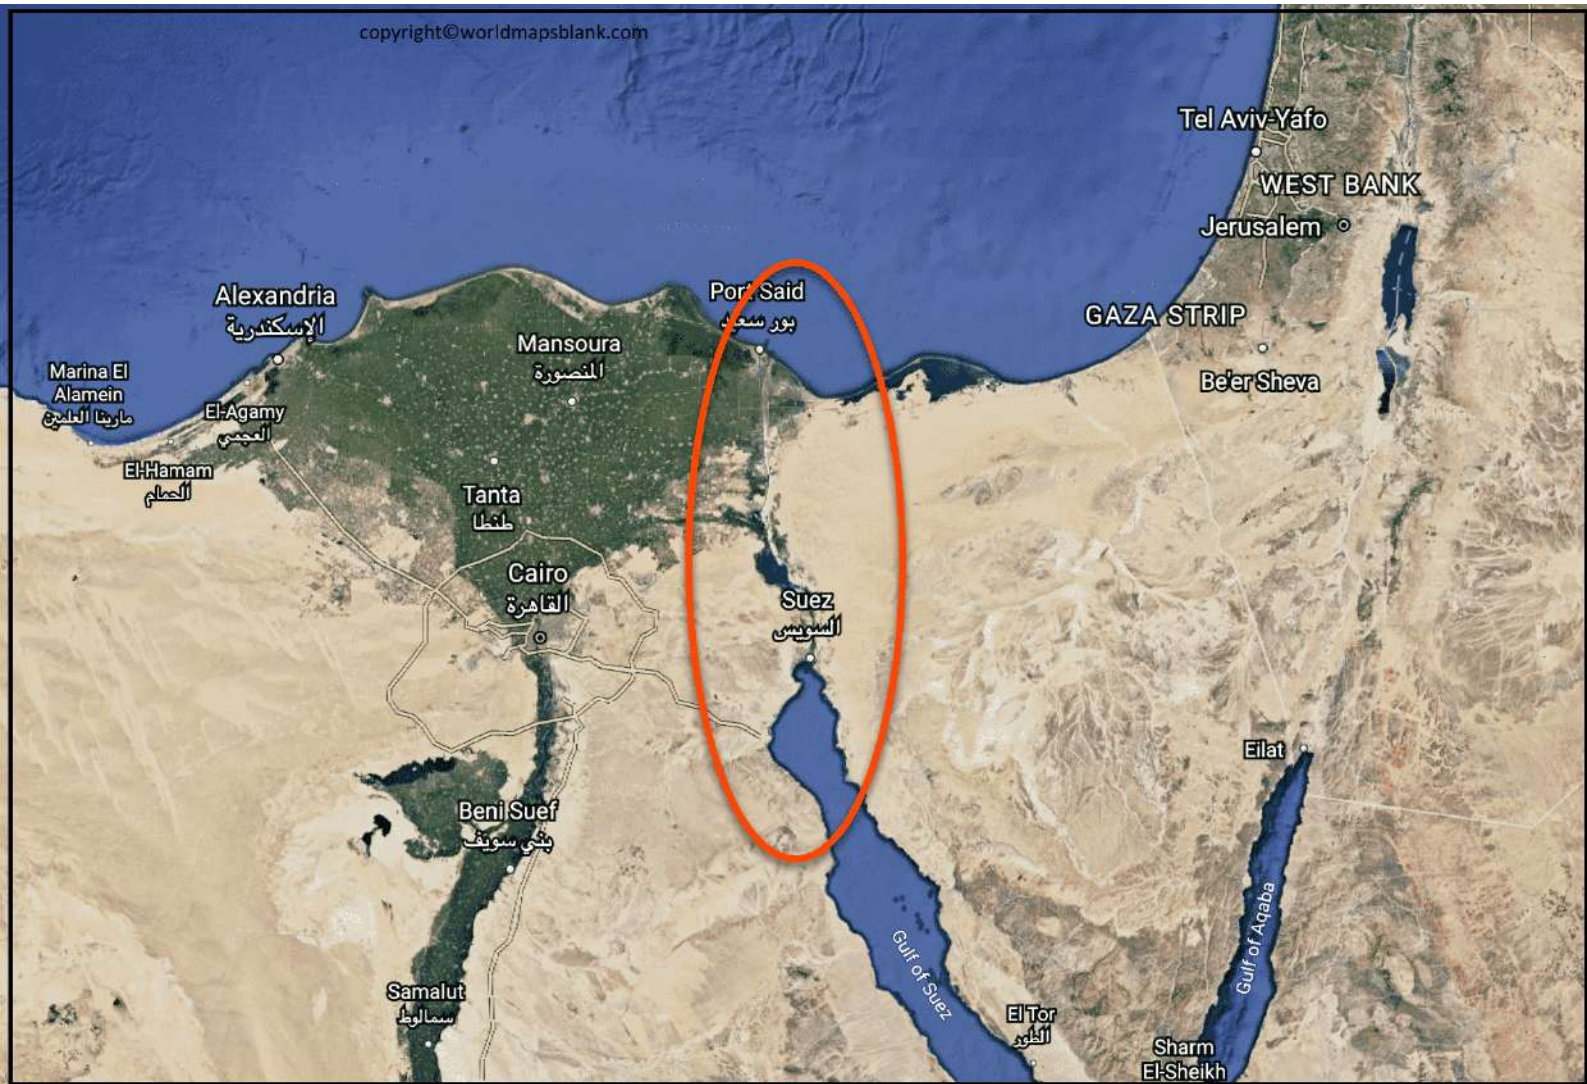 copyright©worldmapsblank.com
Tel Aviv-Yafo
WEST BANK
Jerusalem
Alexandria
الإسكندرية
Port Said
بور سعيد
GAZA STRIP
Mansoura
المنصورة
Marina El
Alamein
مارينا العلمين
Be'er Sheva
El-Agamy
العجمي
El-Hamam
الحمام
Tanta
طنطا
Cairo
القاهرة
Suez
السويس
Eilat
Beni Suef
بني سويف
Gulf of Aqaba
Gulf of Suez
Samalut
سمالوط
El Tor
الطور
Sharm
El-Sheikh